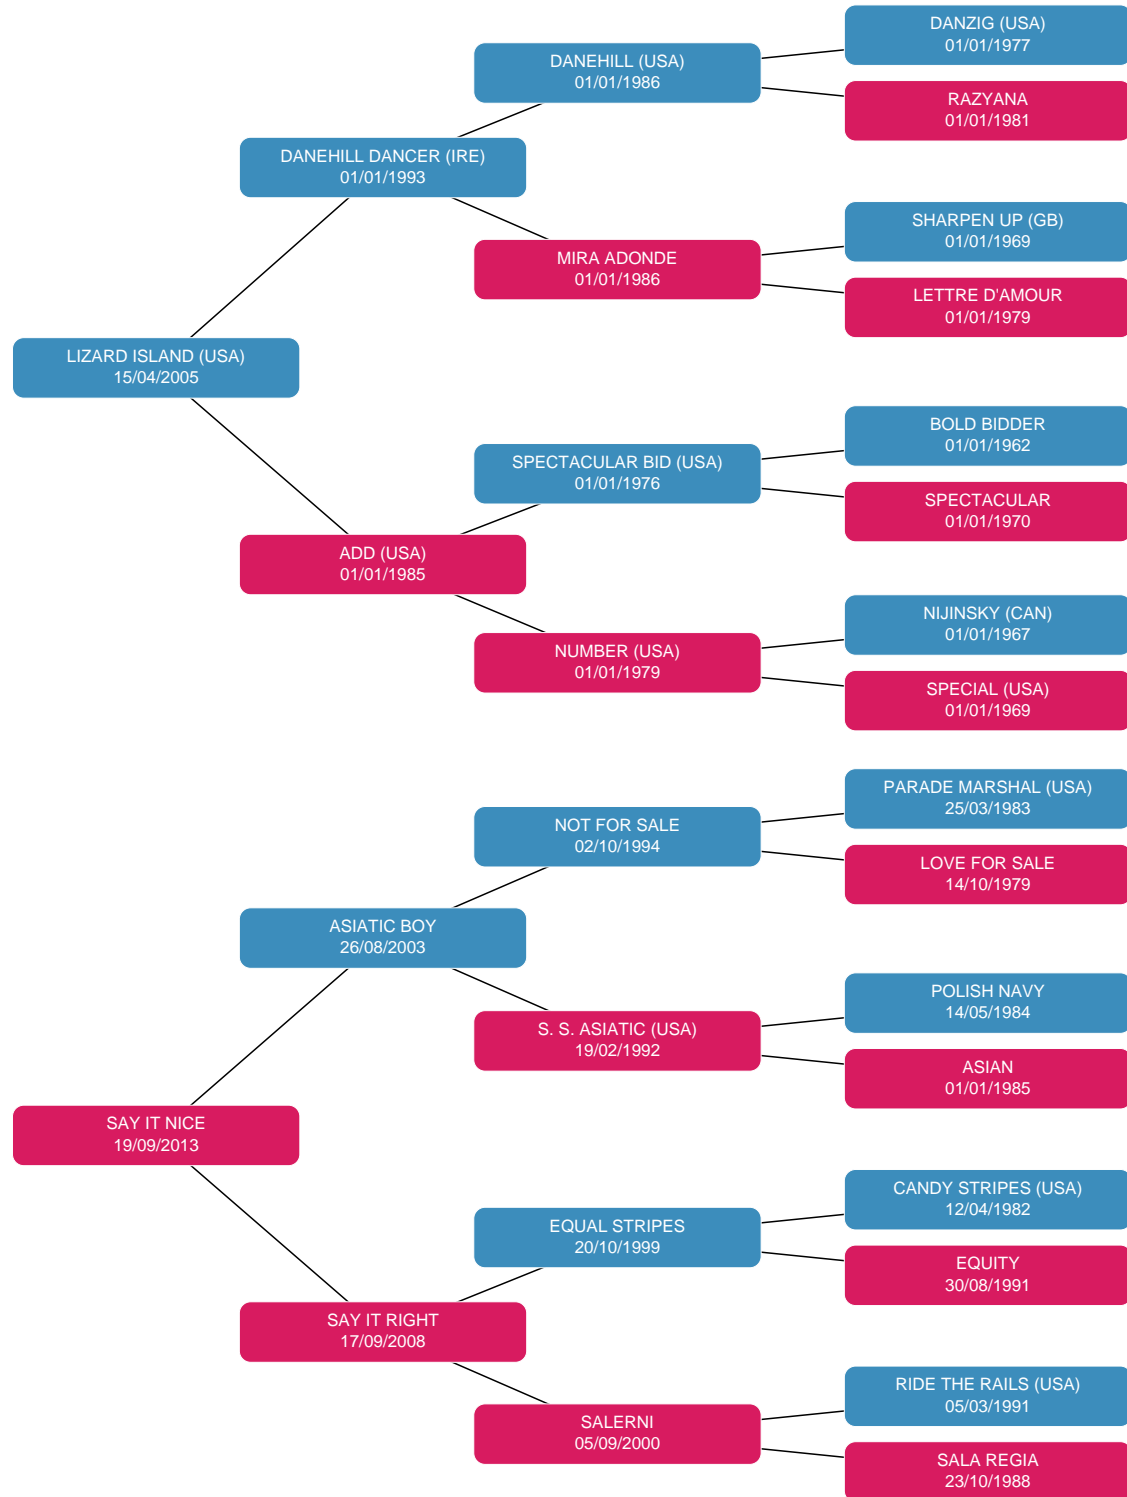 DANZIG (USA)
01/01/1977
DANEHILL (USA)
01/01/1986
RAZYANA
01/01/1981
DANEHILL DANCER (IRE)
01/01/1993
SHARPEN UP (GB)
01/01/1969
MIRA ADONDE
01/01/1986
LETTRE D'AMOUR
01/01/1979
LIZARD ISLAND (USA)
15/04/2005
BOLD BIDDER
01/01/1962
SPECTACULAR BID (USA)
01/01/1976
SPECTACULAR
01/01/1970
ADD (USA)
01/01/1985
NIJINSKY (CAN)
01/01/1967
NUMBER (USA)
01/01/1979
SPECIAL (USA)
01/01/1969
PARADE MARSHAL (USA)
25/03/1983
NOT FOR SALE
02/10/1994
LOVE FOR SALE
14/10/1979
ASIATIC BOY
26/08/2003
POLISH NAVY
14/05/1984
S. S. ASIATIC (USA)
19/02/1992
ASIAN
01/01/1985
SAY IT NICE
19/09/2013
CANDY STRIPES (USA)
12/04/1982
EQUAL STRIPES
20/10/1999
EQUITY
30/08/1991
SAY IT RIGHT
17/09/2008
RIDE THE RAILS (USA)
05/03/1991
SALERNI
05/09/2000
SALA REGIA
23/10/1988